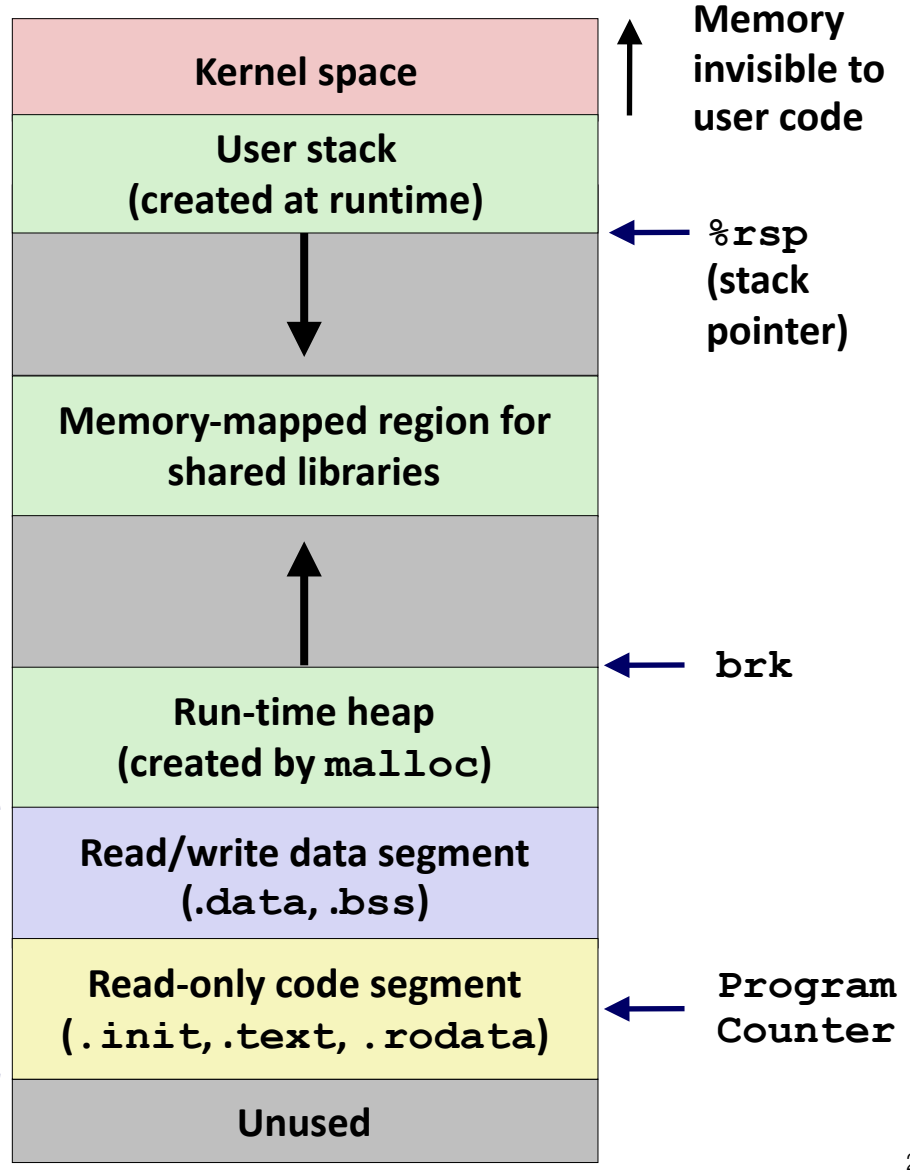 Memory
invisible to
user code
Kernel space
User stack
(created at runtime)
%rsp
(stack
pointer)
Memory-mapped region for
shared libraries
brk
Run-time heap
(created by malloc)
Read/write data segment
(.data, .bss)
Read-only code segment
(.init, .text, .rodata)
Program
Counter
Unused